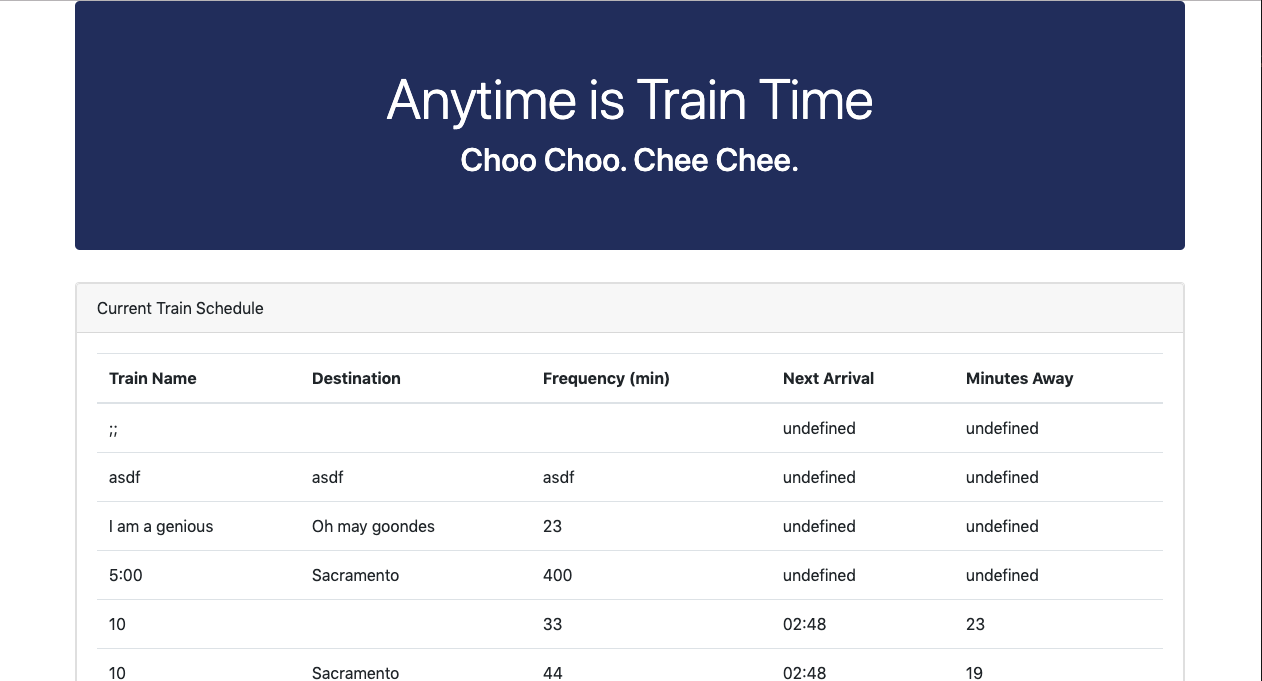 Anytime is Train Time
Choo Choo. Chee Chee.
Current Train Schedule
Train Name Destination Frequency (min) Next Arrival Minutes Away
;; undefined undefined
asdf asdf asdf undefined undefined
I am a genious Oh may goondes 23 undefined undefined
5:00 Sacramento 400 undefined undefined
10 33 02:48 23
10 Sacramento 44 02:48 19